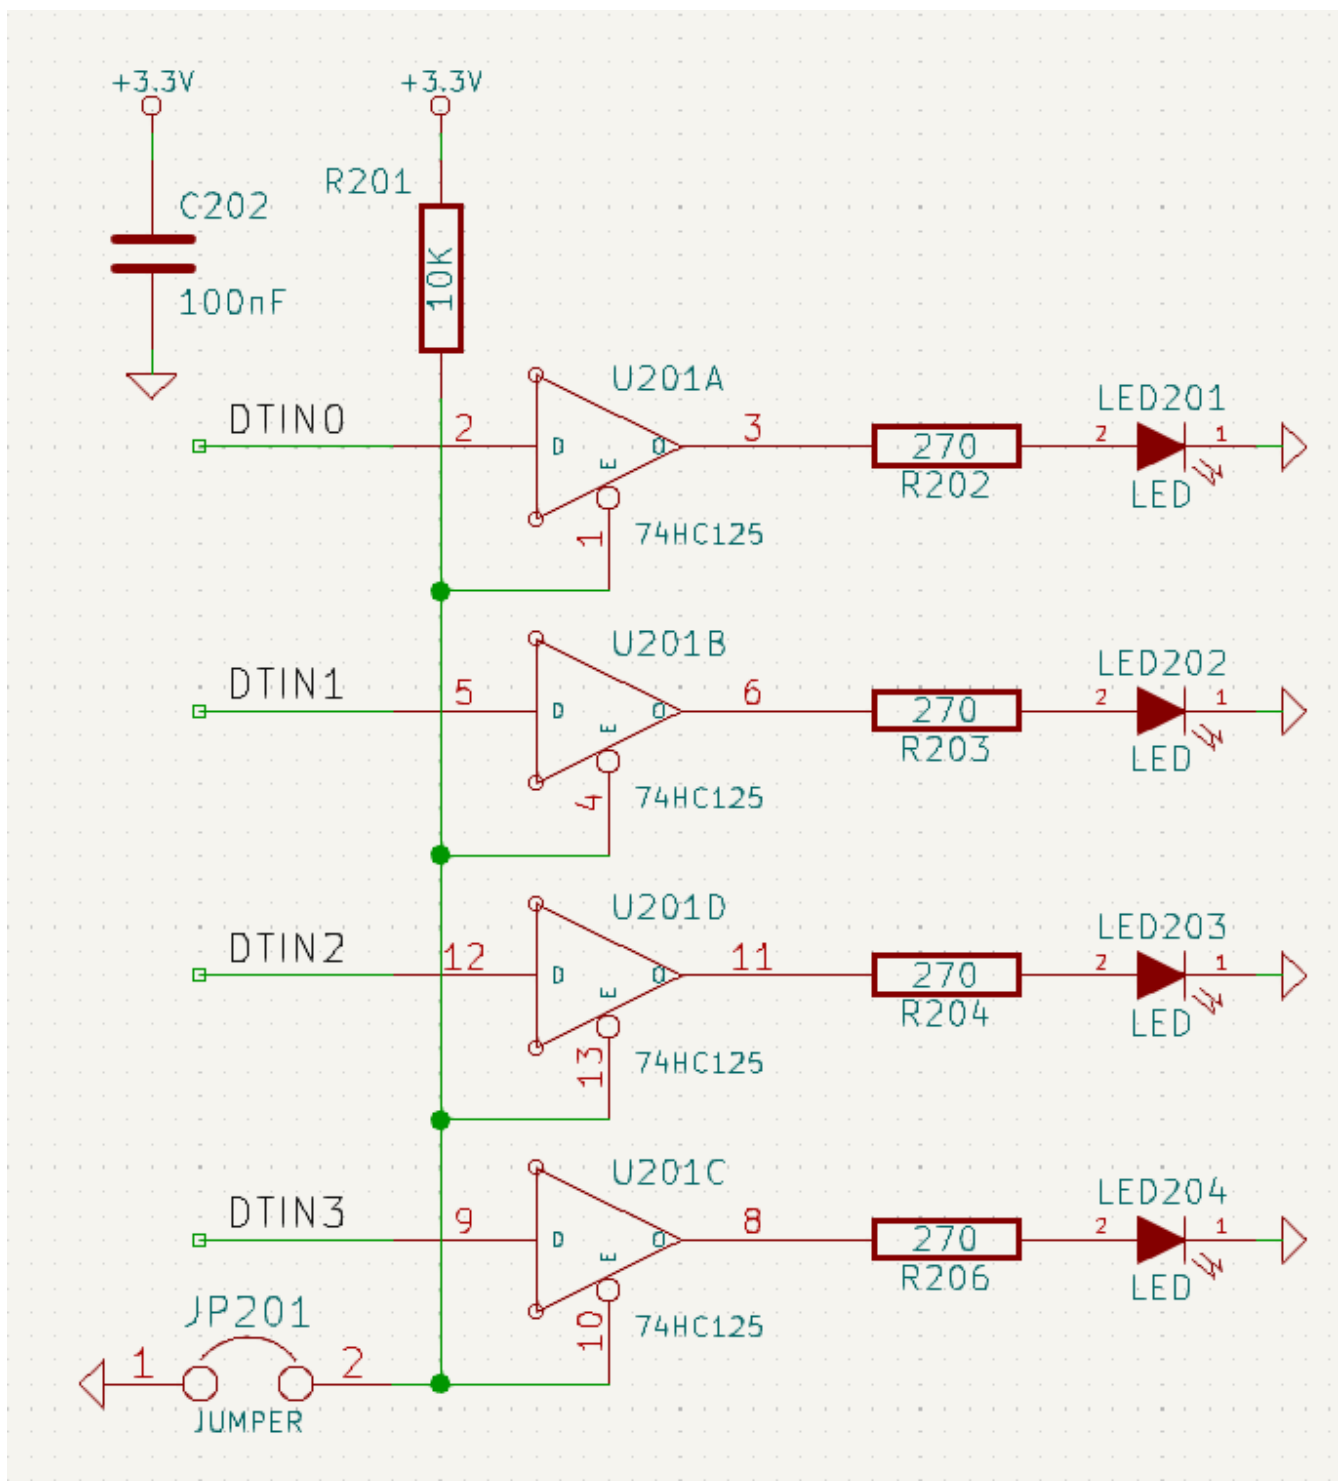 +3.3V
+3.3V
R201
C202
10K
100nF
U201A
DTIN0
2
D
E
O
3
270
R202
LED201
2
1
LED
1
74HC125
U201B
DTIN1
5
D
E
O
6
270
R203
LED202
2
1
LED
4
74HC125
U201D
DTIN2
12
D
E
O
11
270
R204
LED203
2
1
LED
13
74HC125
U201C
DTIN3
9
D
E
O
8
270
R206
LED204
2
1
LED
10
74HC125
JP201
1
2
JUMPER